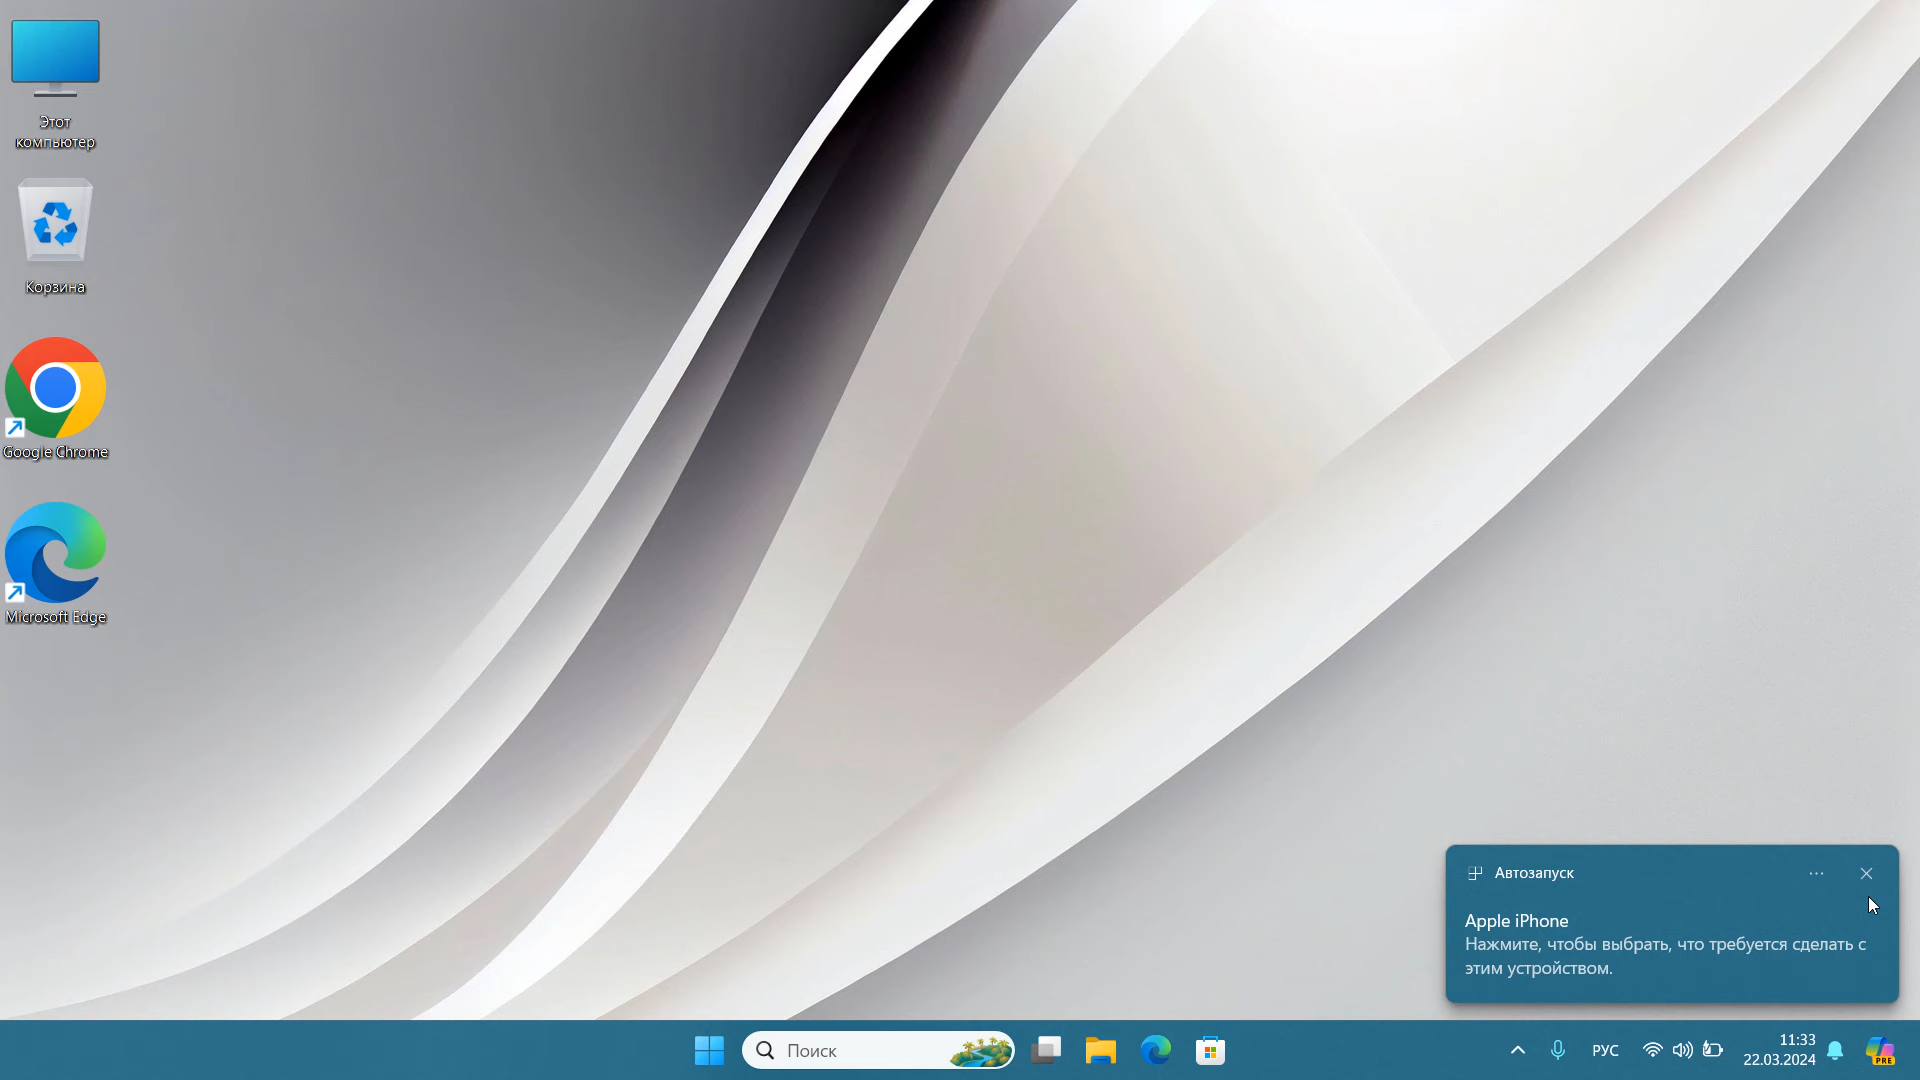 Этот
компьютер
Корзина
Google Chrome
Microsoft Edge
Автозапуск
Apple iPhone
Нажмите, чтобы выбрать, что требуется сделать с
этим устройством.
Поиск
РУС
11:33
22.03.2024
PRE